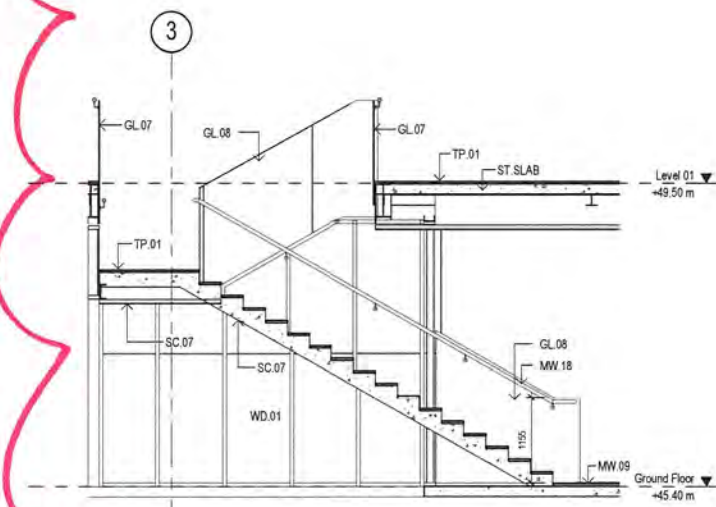 3
GL.07
GL.08
GL.07
TP.01
ST.SLAB
Level 01
+49.50 m
TP.01
SC.07
SC.07
GL.08
MW.18
WD.01
1155
MW.09
Ground Floor
+45.40 m